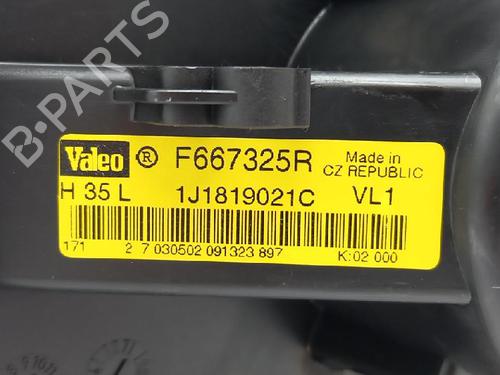 B-PARTS
Valeo ® F667325R Made in CZ REPUBLIC
H 35 L 1J1819021C VL1
171 2 7 030502 091323 897 K:02 000